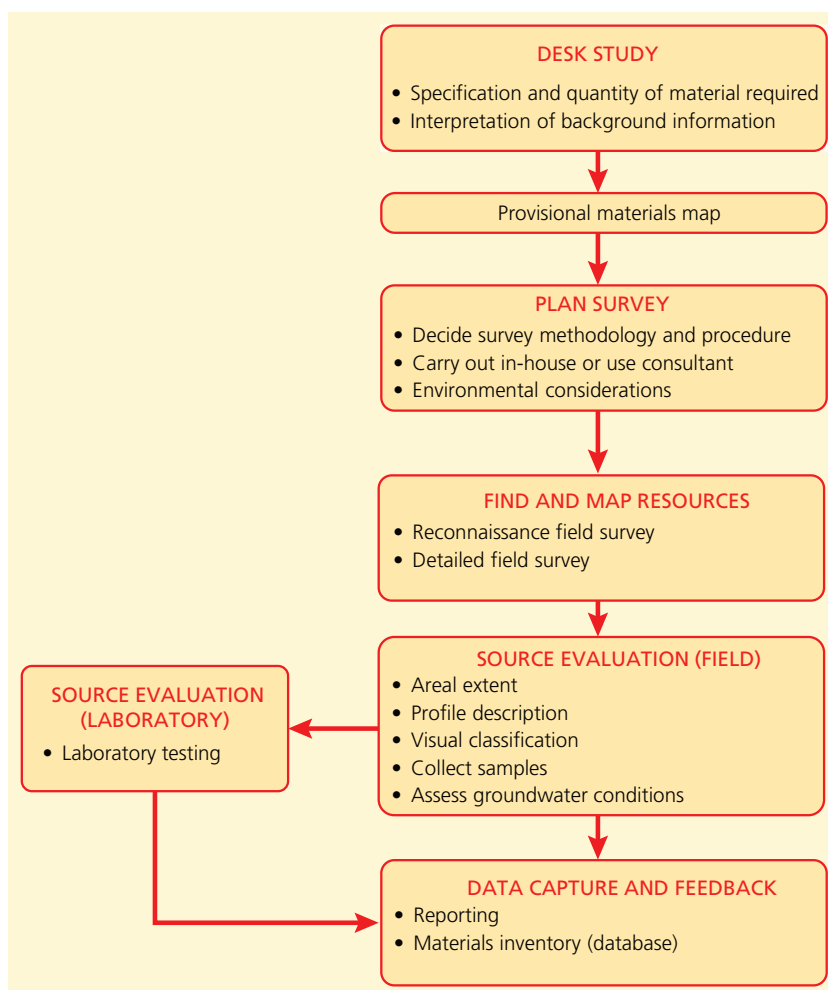 DESK STUDY
• Specification and quantity of material required
• Interpretation of background information
Provisional materials map
PLAN SURVEY
• Decide survey methodology and procedure
• Carry out in-house or use consultant
• Environmental considerations
FIND AND MAP RESOURCES
• Reconnaissance field survey
• Detailed field survey
SOURCE EVALUATION (FIELD)
• Areal extent
• Profile description
• Visual classification
• Collect samples
• Assess groundwater conditions
SOURCE EVALUATION
(LABORATORY)
• Laboratory testing
DATA CAPTURE AND FEEDBACK
• Reporting
• Materials inventory (database)